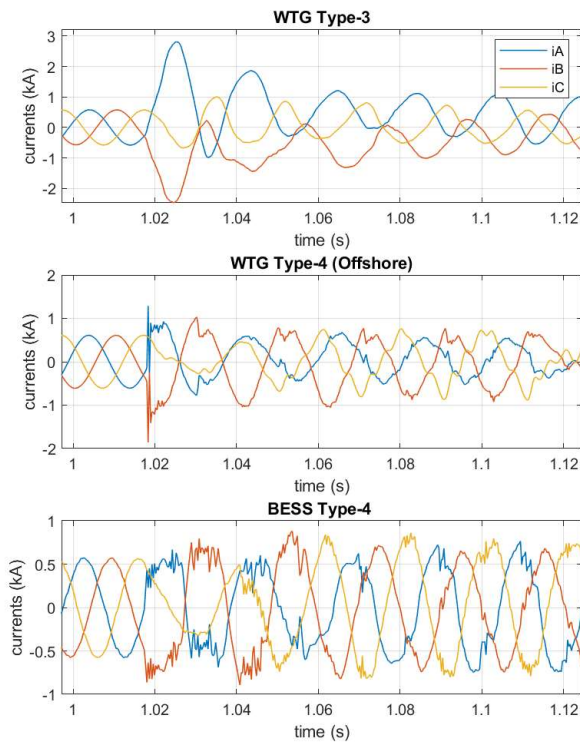 WTG Type-3
3
2
1
0
-1
-2
currents (kA)
iA
iB
iC
1 1.02 1.04 1.06 1.08 1.1 1.12
time (s)
WTG Type-4 (Offshore)
2
1
0
-1
-2
currents (kA)
1 1.02 1.04 1.06 1.08 1.1 1.12
time (s)
BESS Type-4
1
0.5
0
-0.5
-1
currents (kA)
1 1.02 1.04 1.06 1.08 1.1 1.12
time (s)